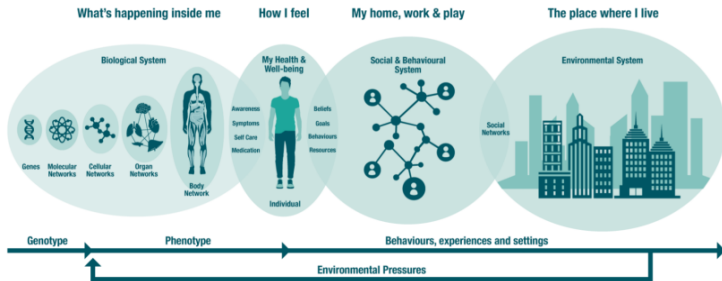 What's happening inside me
How I feel
My home, work & play
The place where I live
Biological System
My Health &
Well-being
Social & Behavioural
System
Environmental System
Awareness
Symptoms
Self Care
Medication
Beliefs
Goals
Behaviours
Resources
Social
Networks
Genes
Molecular
Networks
Cellular
Networks
Organ
Networks
Body
Network
Individual
Genotype
Phenotype
Behaviours, experiences and settings
Environmental Pressures